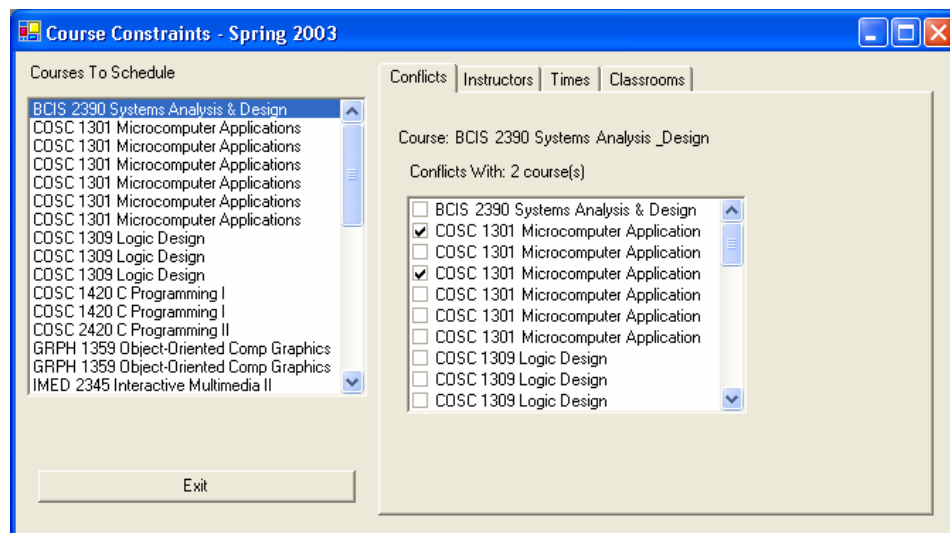 Course Constraints - Spring 2003
Courses To Schedule
BCIS 2390 Systems Analysis & Design
COSC 1301 Microcomputer Applications
COSC 1301 Microcomputer Applications
COSC 1301 Microcomputer Applications
COSC 1301 Microcomputer Applications
COSC 1301 Microcomputer Applications
COSC 1301 Microcomputer Applications
COSC 1309 Logic Design
COSC 1309 Logic Design
COSC 1309 Logic Design
COSC 1420 C Programming I
COSC 1420 C Programming I
COSC 2420 C Programming II
GRPH 1359 Object-Oriented Comp Graphics
GRPH 1359 Object-Oriented Comp Graphics
IMED 2345 Interactive Multimedia II
Exit
Conflicts Instructors Times Classrooms
Course: BCIS 2390 Systems Analysis _Design
Conflicts With: 2 course(s)
BCIS 2390 Systems Analysis & Design
COSC 1301 Microcomputer Application
COSC 1301 Microcomputer Application
COSC 1301 Microcomputer Application
COSC 1301 Microcomputer Application
COSC 1301 Microcomputer Application
COSC 1301 Microcomputer Application
COSC 1309 Logic Design
COSC 1309 Logic Design
COSC 1309 Logic Design